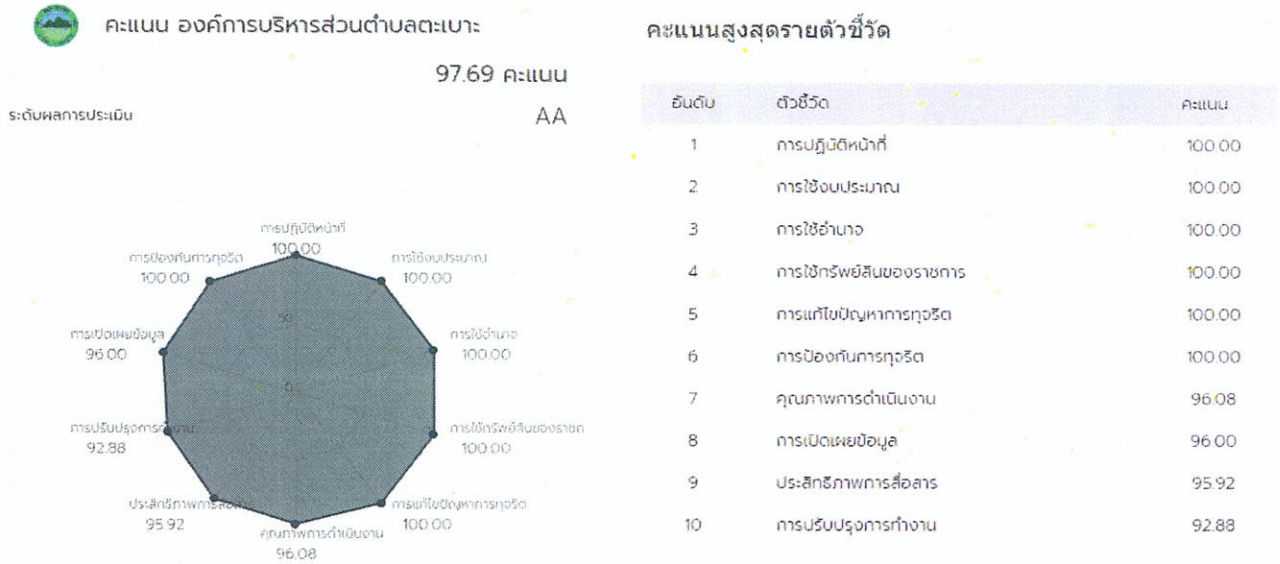 คะแนน องค์การบริหารส่วนตำบลตะเบาะ
97.69 คะแนน
ระดับผลการประเมิน
AA
การปฏิบัติหน้าที่
100.00
การป้องกันการทุจริต
100.00
การใช้งบประมาณ
100.00
50
การเปิดเผยข้อมูล
96.00
การใช้อำนาจ
100.00
0
การปรับปรุงการทำงาน
92.88
การใช้ทรัพย์สินของราชก
100.00
ประสิทธิภาพการสื่อสาร
95.92
การแก้ไขปัญหาการทุจริต
100.00
คุณภาพการดำเนินงาน
96.08
คะแนนสูงสุดรายตัวชี้วัด
อันดับ ตัวชี้วัด คะแนน
1 การปฏิบัติหน้าที่ 100.00
2 การใช้งบประมาณ 100.00
3 การใช้อำนาจ 100.00
4 การใช้ทรัพย์สินของราชการ 100.00
5 การแก้ไขปัญหาการทุจริต 100.00
6 การป้องกันการทุจริต 100.00
7 คุณภาพการดำเนินงาน 96.08
8 การเปิดเผยข้อมูล 96.00
9 ประสิทธิภาพการสื่อสาร 95.92
10 การปรับปรุงการทำงาน 92.88